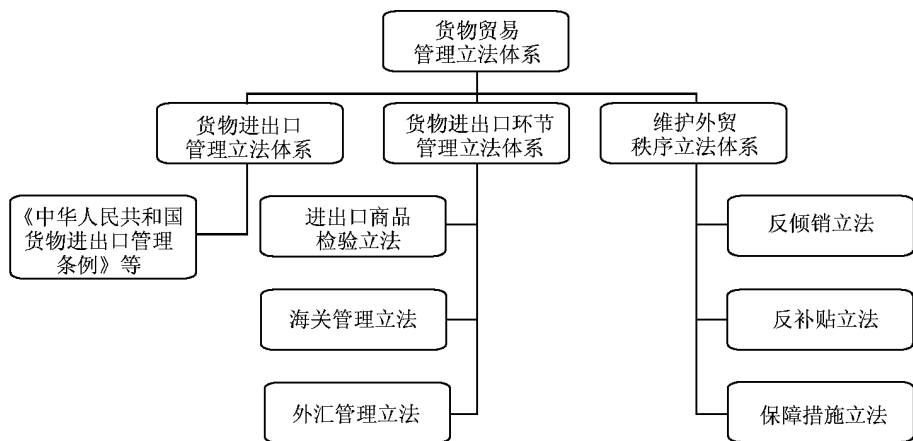 货物贸易
管理立法体系
货物进出口
管理立法体系
货物进出口环节
管理立法体系
维护外贸
秩序立法体系
《中华人民共和国
货物进出口管理
条例》等
进出口商品
检验立法
海关管理立法
外汇管理立法
反倾销立法
反补贴立法
保障措施立法